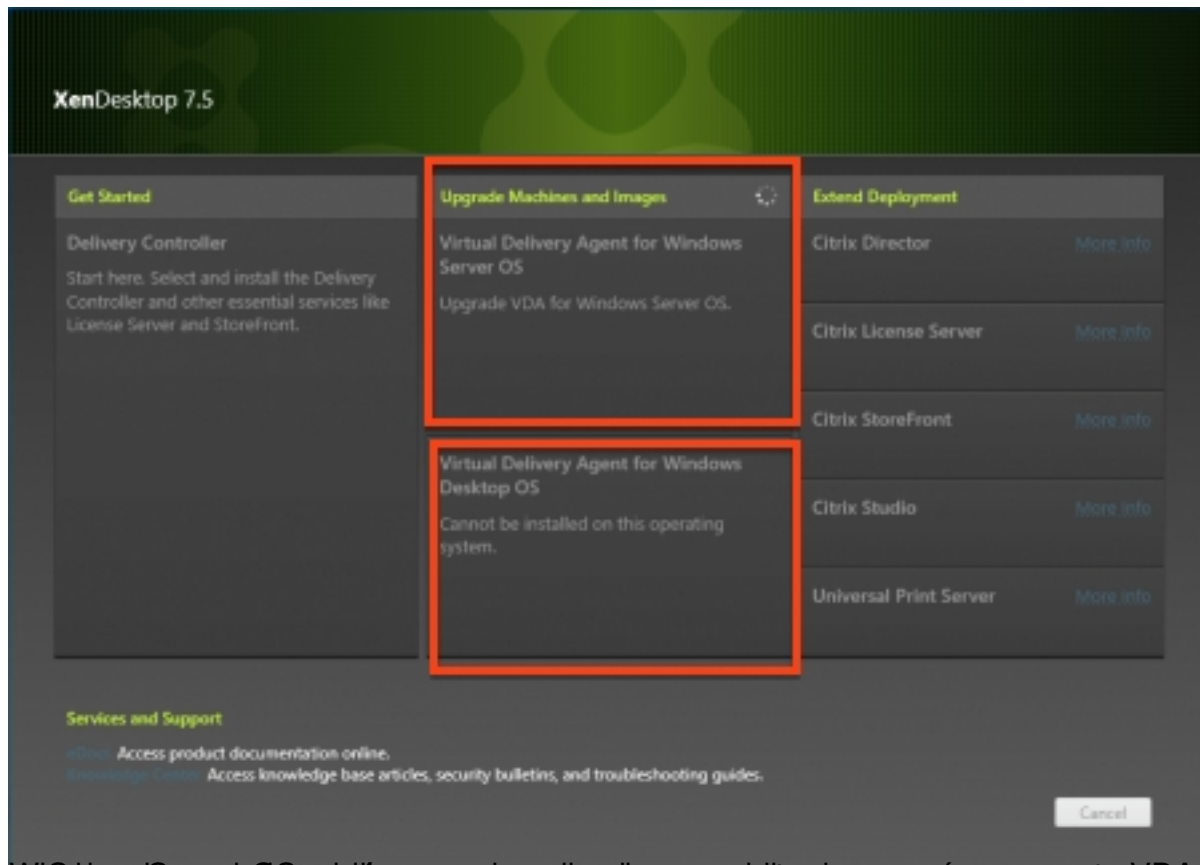 XenDesktop 7.5
Get Started
Delivery Controller
Start here. Select and install the Delivery
Controller and other essential services like
License Server and StoreFront.
Upgrade Machines and Images
Virtual Delivery Agent for Windows
Server OS
Upgrade VDA for Windows Server OS.
Virtual Delivery Agent for Windows
Desktop OS
Cannot be installed on this operating
system.
Extend Deployment
Citrix Director More Info
Citrix License Server More Info
Citrix StoreFront More Info
Citrix Studio More Info
Universal Print Server More Info
Services and Support
eDocs Access product documentation online.
Knowledge Center Access knowledge base articles, security bulletins, and troubleshooting guides.
Cancel